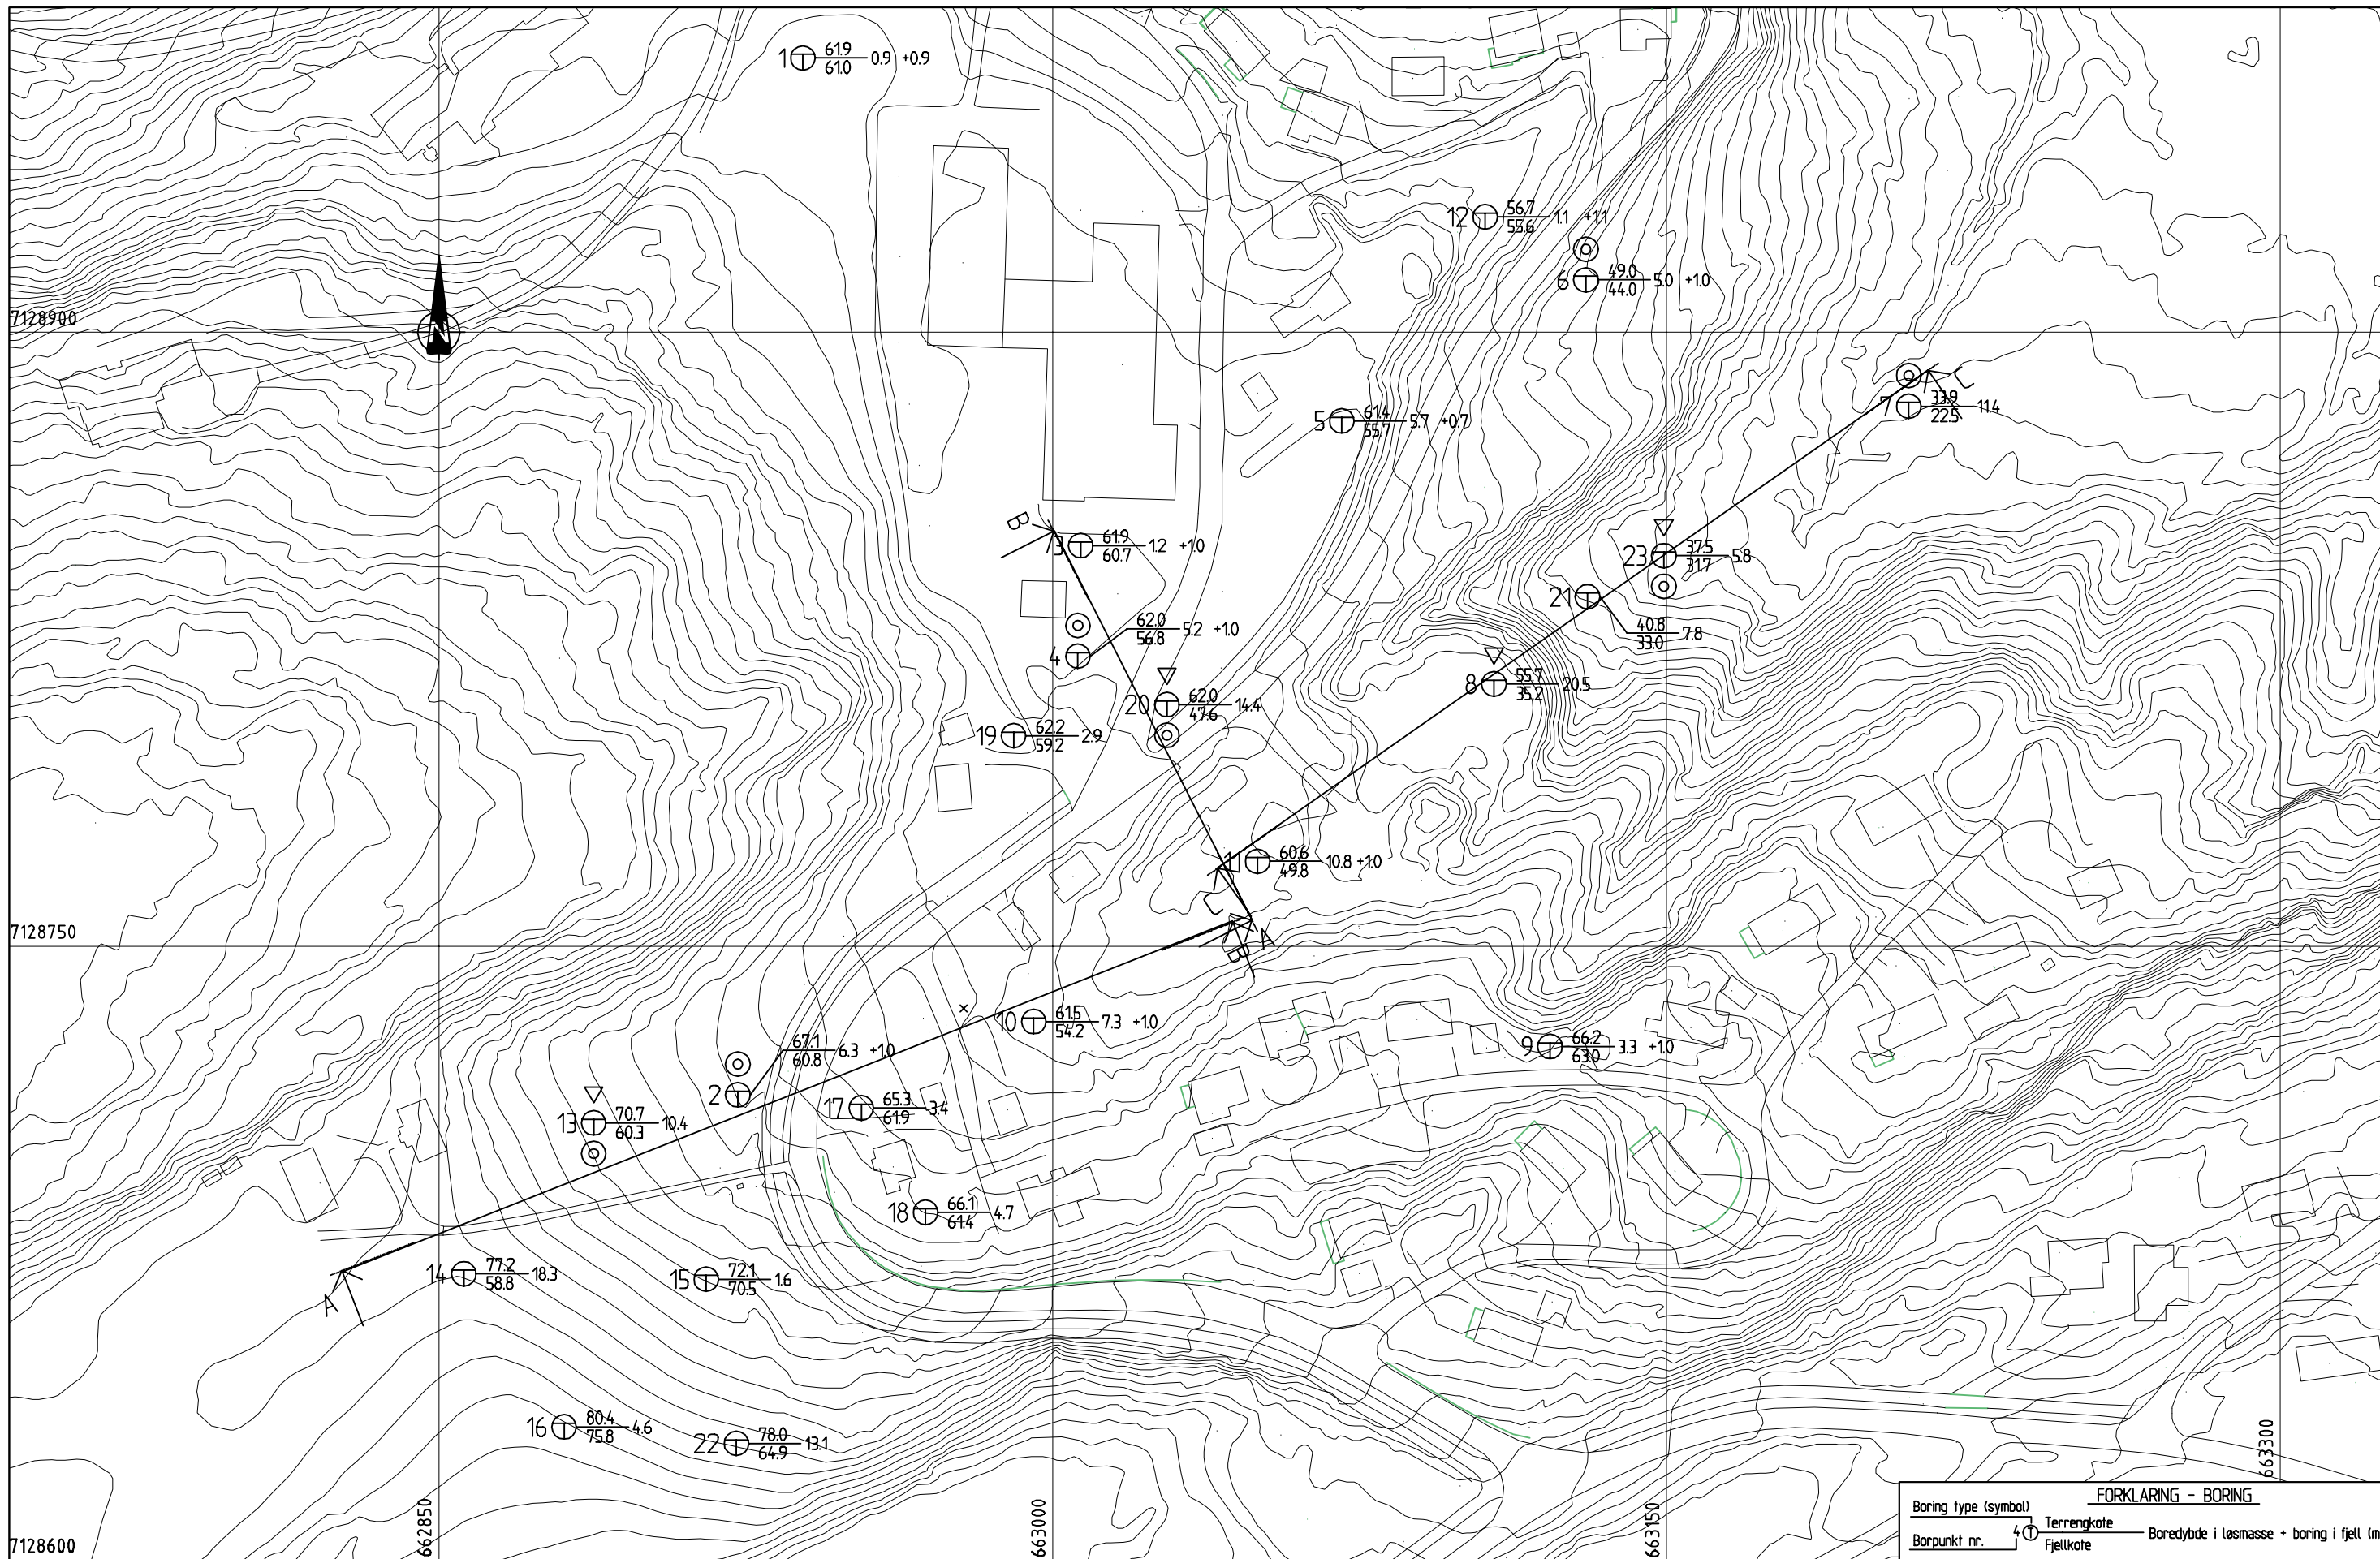 1 61.9 0.9 +0.9
61.0
12 56.7 1.1 +1.1
55.6
6 49.0 5.0 +1.0
44.0
7128900
N
C
7 33.9 11.4
22.5
5 61.4 5.7 +0.7
55.7
B
3 61.9 1.2 +1.0
60.7
23 37.5 5.8
31.7
21
40.8 7.8
33.0
62.0 5.2 +1.0
56.8
4
8 55.7 20.5
35.2
20 62.0 14.4
47.6
19 62.2 2.9
59.2
60.6 10.8 +1.0
49.8
C
7128750
A
B
10 61.5 7.3 +1.0
54.2
9 66.2 3.3 +1.0
63.0
67.1 6.3 +1.0
60.8
2
17 65.3 3.4
61.9
13 70.7 10.4
60.3
18 66.1 4.7
61.4
14 77.2 18.3
58.8
15 72.1 1.6
70.5
A
16 80.4 4.6
75.8
22 78.0 13.1
64.9
7128600
662850
663000
663150
663300
FORKLARING - BORING
Boring type (symbol)
Borpunkt nr.
4 T
Terrengkote
Fjellkote
Boredybde i løsmasse + boring i fjell (m